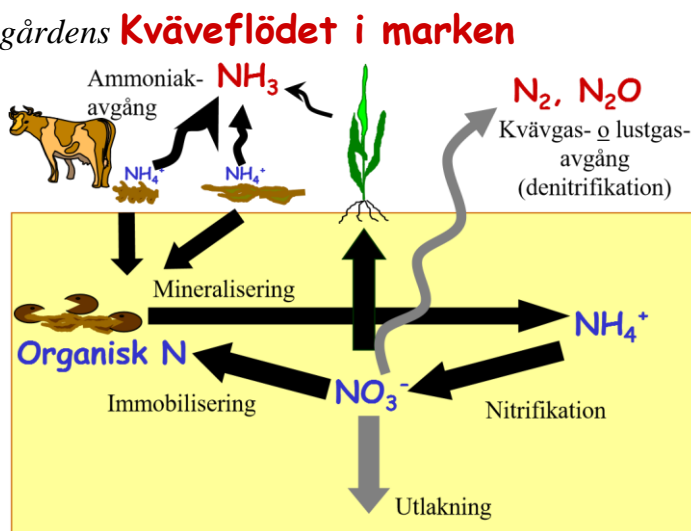 gårdens Kväveflödet i marken
Ammoniak-
avgång
NH₃
N₂, N₂O
Kvävgas- o lustgas-
avgång
(denitrifikation)
NH₄⁺
NH₄⁺
Mineralisering
Organisk N
NH₄⁺
Immobilisering
NO₃⁻
Nitrifikation
Utlakning